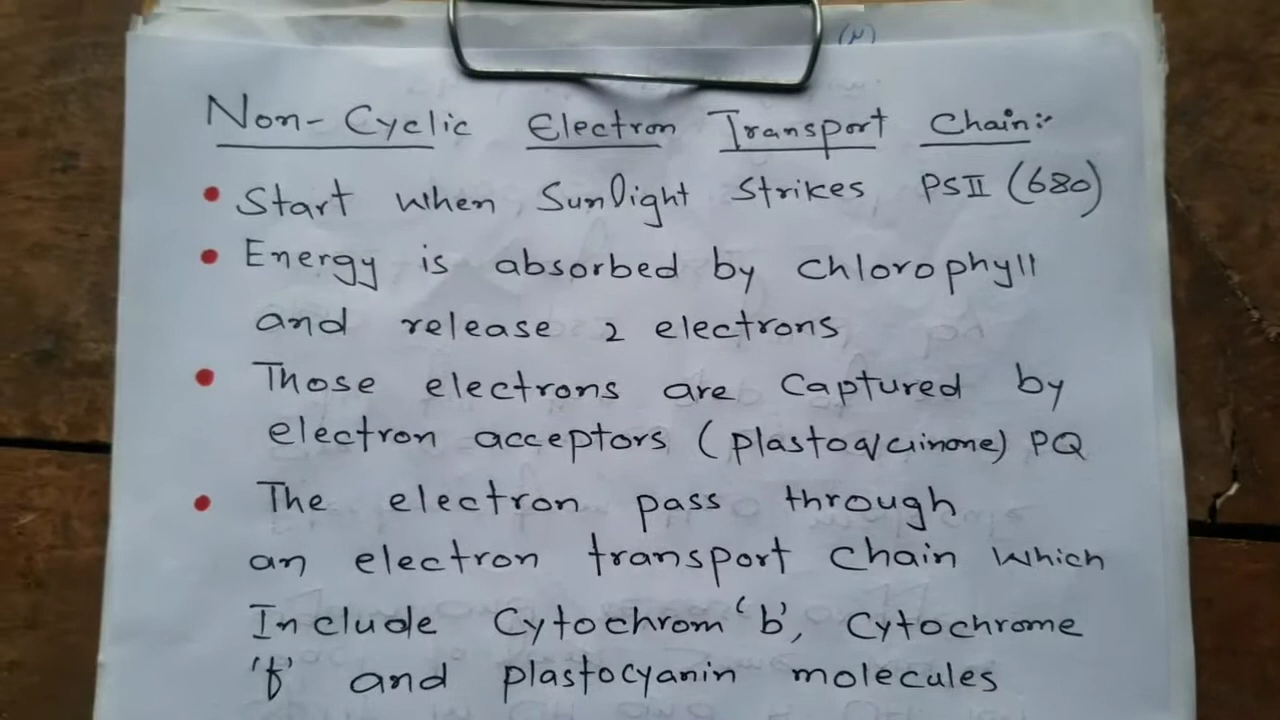 (N)
Non-Cyclic Electron Transport Chain:-
• Start when Sunlight Strikes PSII (680)
• Energy is absorbed by chlorophyll
and release 2 electrons
• Those electrons are captured by
electron acceptors (plastoquinone) PQ
• The electron pass through
an electron transport chain which
Include Cytochrom 'b', Cytochrome
'f' and plastocyanin molecules